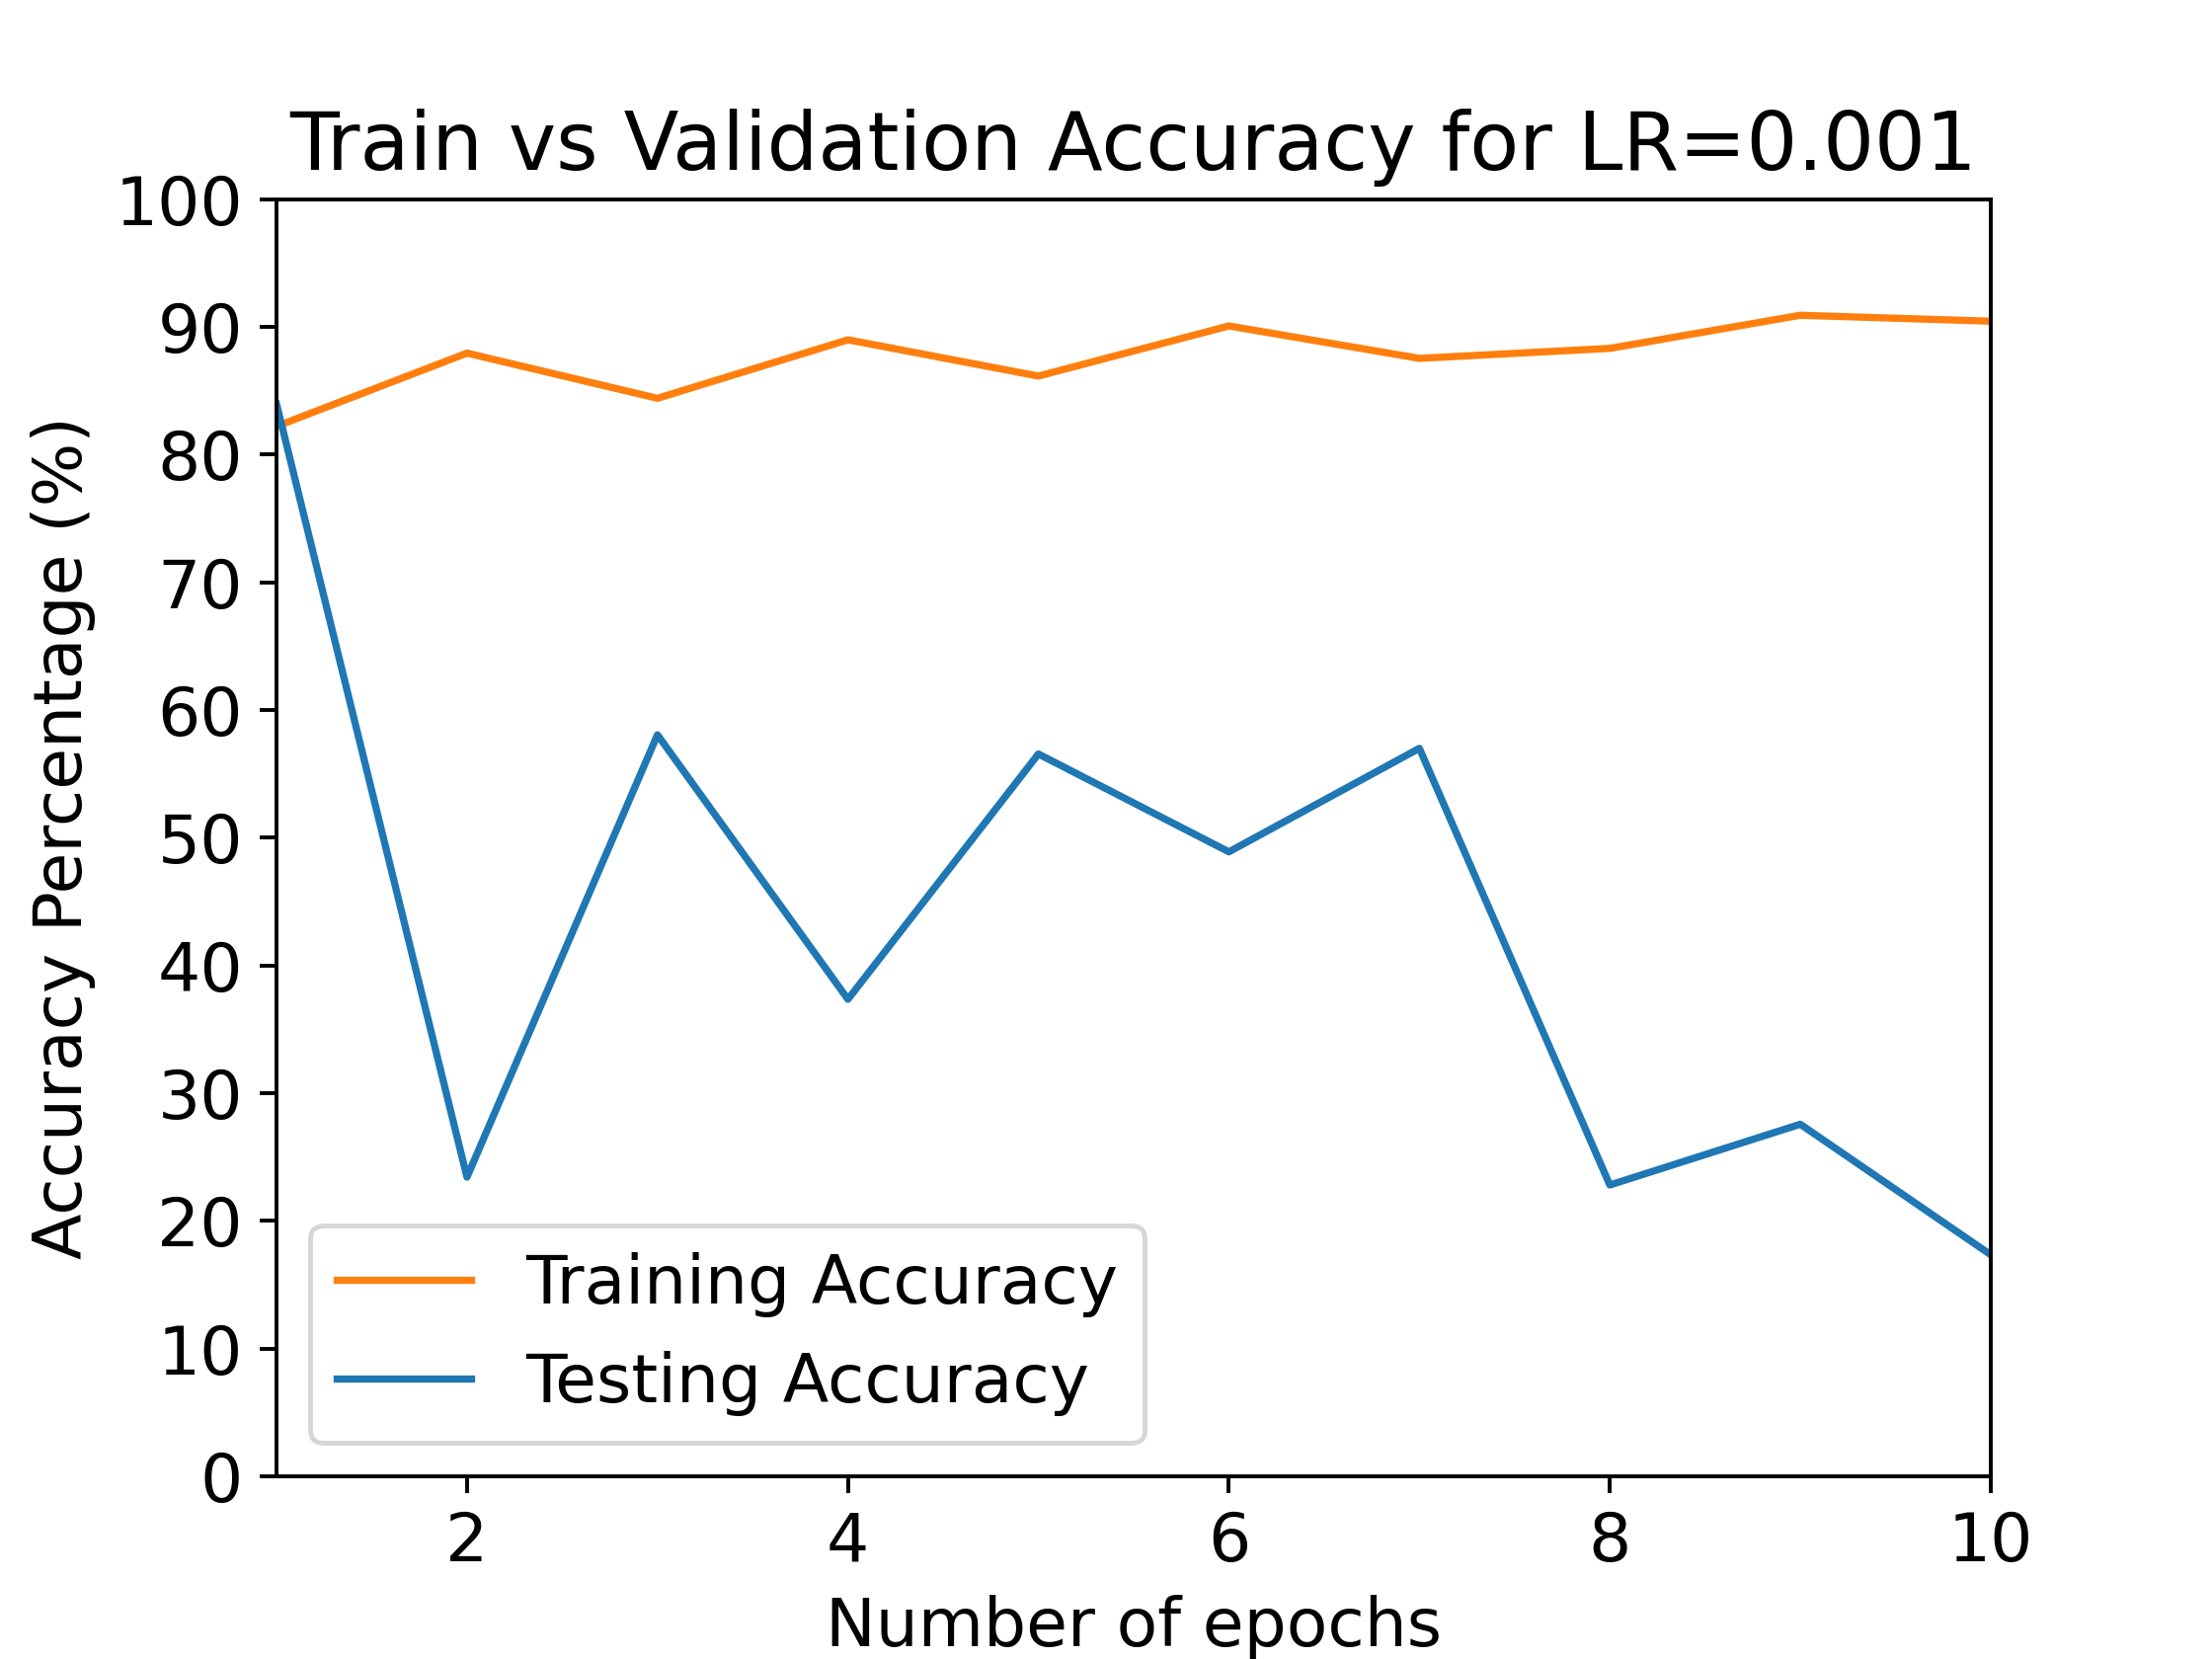 Train vs Validation Accuracy for LR=0.001
100
90
80
70
60
50
40
30
20
10
0
Accuracy Percentage (%)
Training Accuracy
Testing Accuracy
2 4 6 8 10
Number of epochs